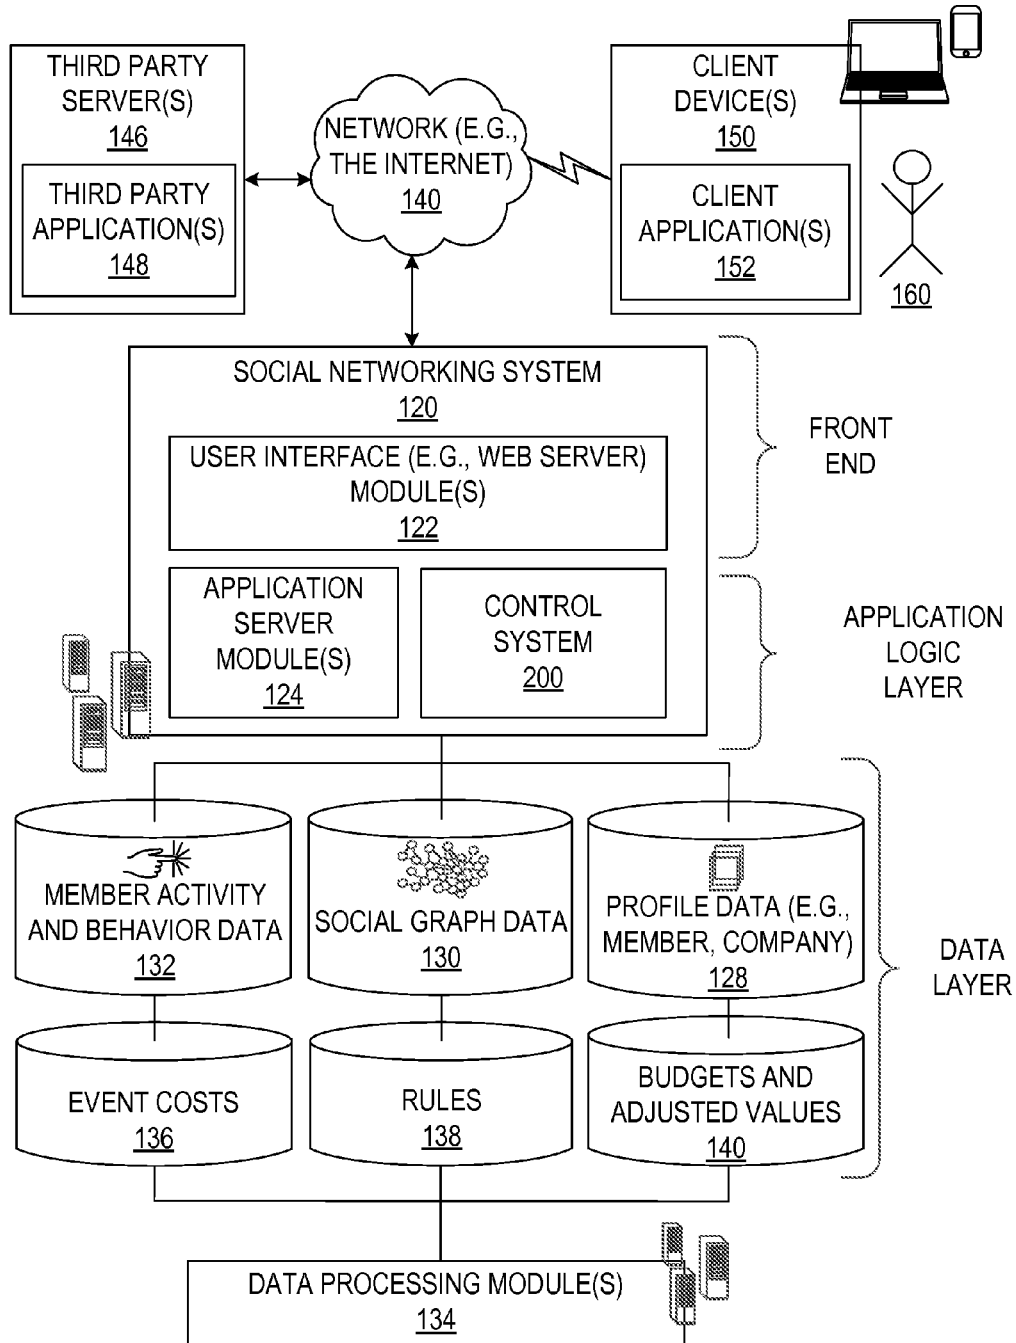 THIRD PARTY
SERVER(S)
146
THIRD PARTY
APPLICATION(S)
148
NETWORK (E.G.,
THE INTERNET)
140
CLIENT
DEVICE(S)
150
CLIENT
APPLICATION(S)
152
160
SOCIAL NETWORKING SYSTEM
120
USER INTERFACE (E.G., WEB SERVER)
MODULE(S)
122
FRONT
END
APPLICATION
SERVER
MODULE(S)
124
CONTROL
SYSTEM
200
APPLICATION
LOGIC
LAYER
MEMBER ACTIVITY
AND BEHAVIOR DATA
132
SOCIAL GRAPH DATA
130
PROFILE DATA (E.G.,
MEMBER, COMPANY)
128
DATA
LAYER
EVENT COSTS
136
RULES
138
BUDGETS AND
ADJUSTED VALUES
140
DATA PROCESSING MODULE(S)
134